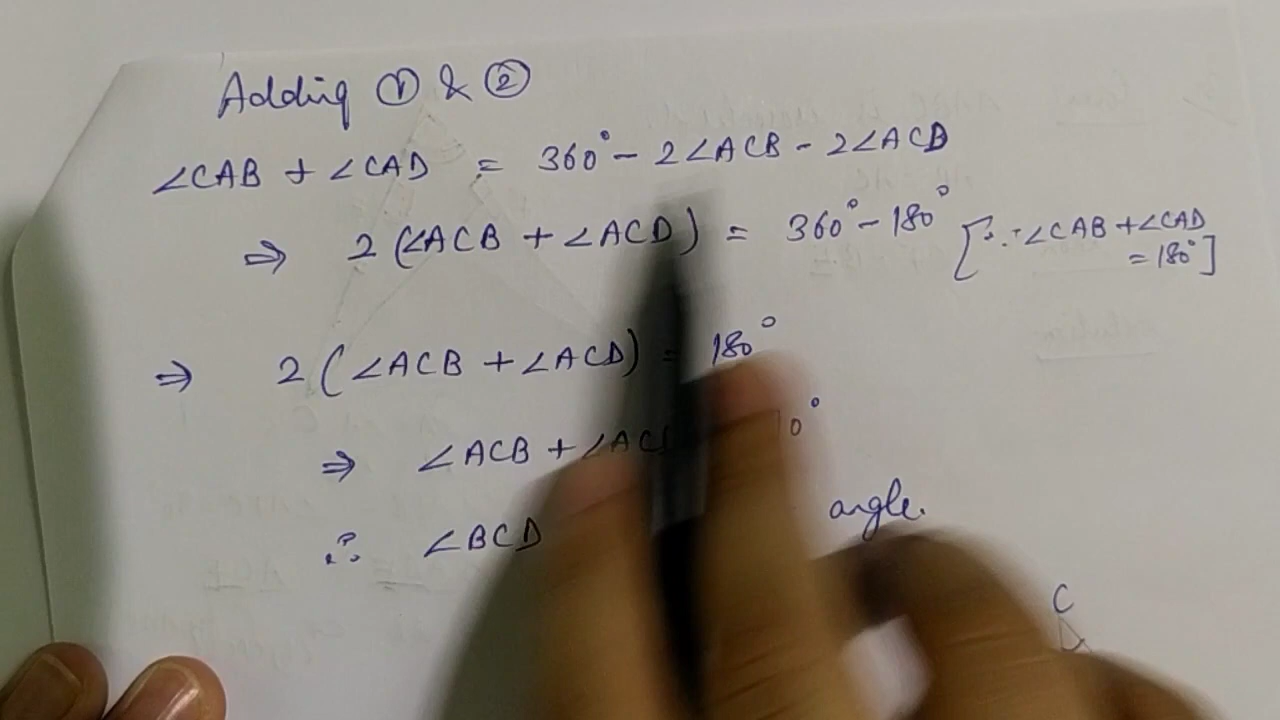 Adding ① & ②
∠CAB + ∠CAD = 360° - 2∠ACB - 2∠ACD
⇒ 2(∠ACB + ∠ACD) = 360° - 180° [∵ ∠CAB + ∠CAD
= 180°]
⇒ 2(∠ACB + ∠ACD) = 180°
⇒ ∠ACB +
∴ ∠BCD angle.
C